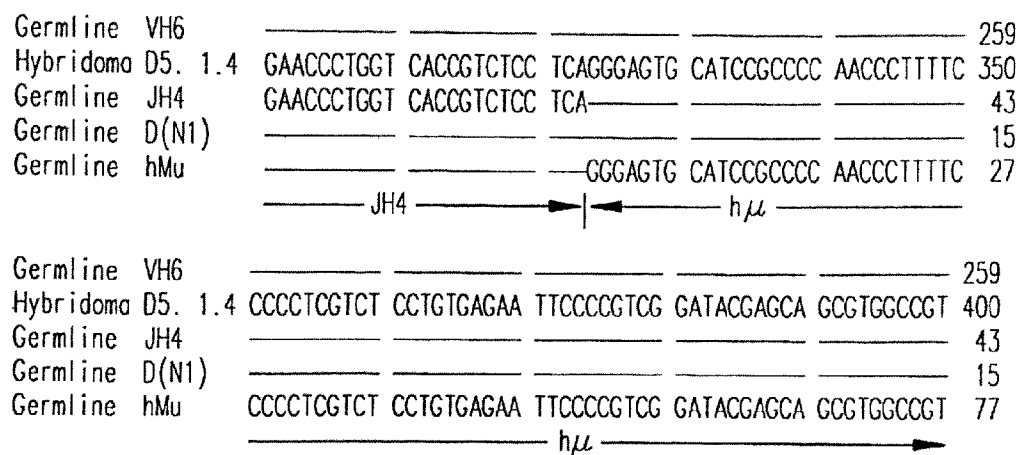 Germline VH6 — — — — — 259
Hybridoma D5. 1.4 GAACCCTGGT CACCGTCTCC TCAGGGAGTG CATCCGCCCC AACCCTTTTC 350
Germline JH4 GAACCCTGGT CACCGTCTCC TCA— — — 43
Germline D(N1) — — — — — 15
Germline hMu — — —GGGAGTG CATCCGCCCC AACCCTTTTC 27
JH4 hμ
Germline VH6 — — — — — 259
Hybridoma D5. 1.4 CCCCTCGTCT CCTGTGAGAA TTCCCCGTCG GATACGAGCA GCGTGGCCGT 400
Germline JH4 — — — — — 43
Germline D(N1) — — — — — 15
Germline hMu CCCCTCGTCT CCTGTGAGAA TTCCCCGTCG GATACGAGCA GCGTGGCCGT 77
hμ